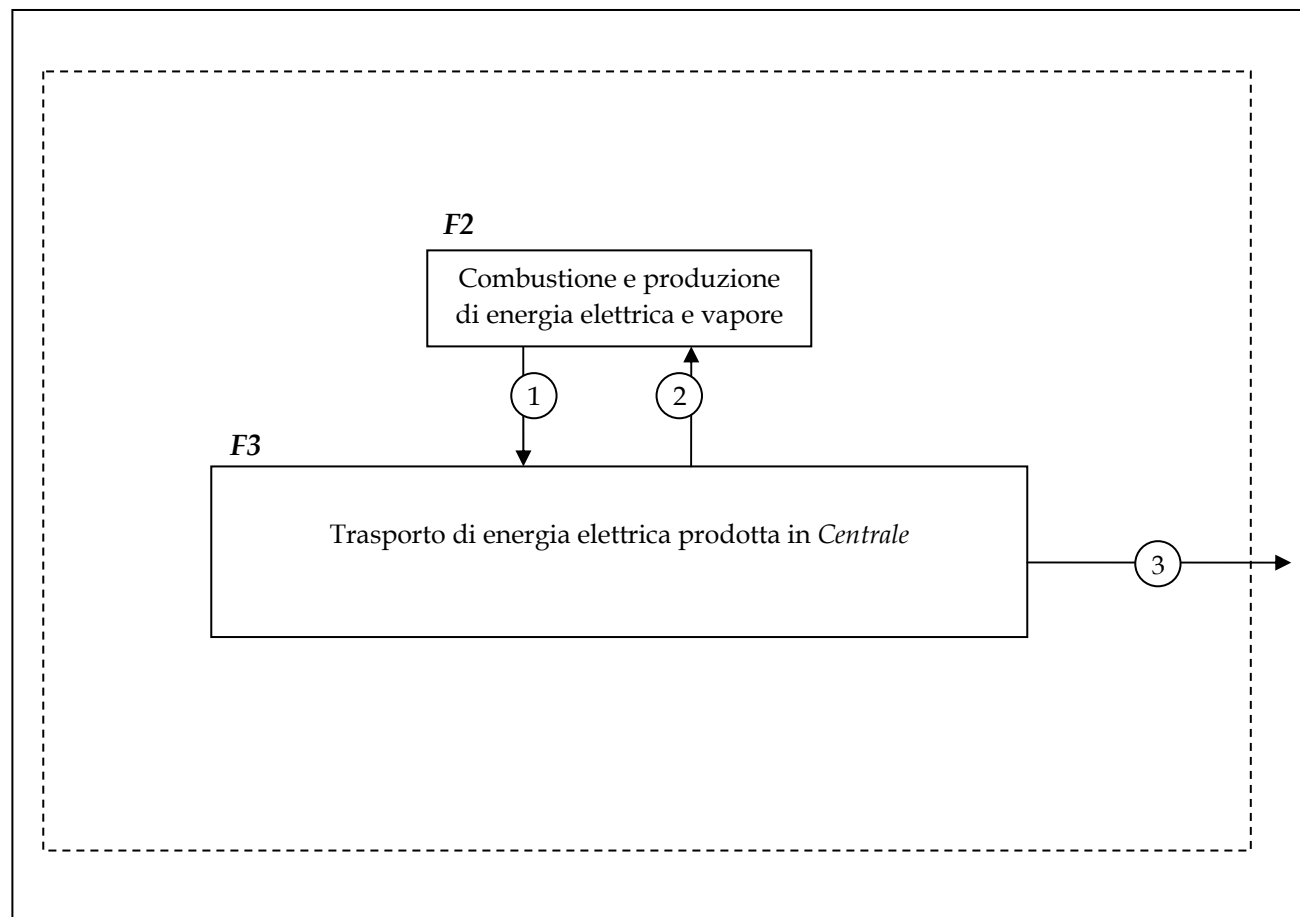 F2
Combustione e produzione
di energia elettrica e vapore
1
2
F3
Trasporto di energia elettrica prodotta in Centrale
3